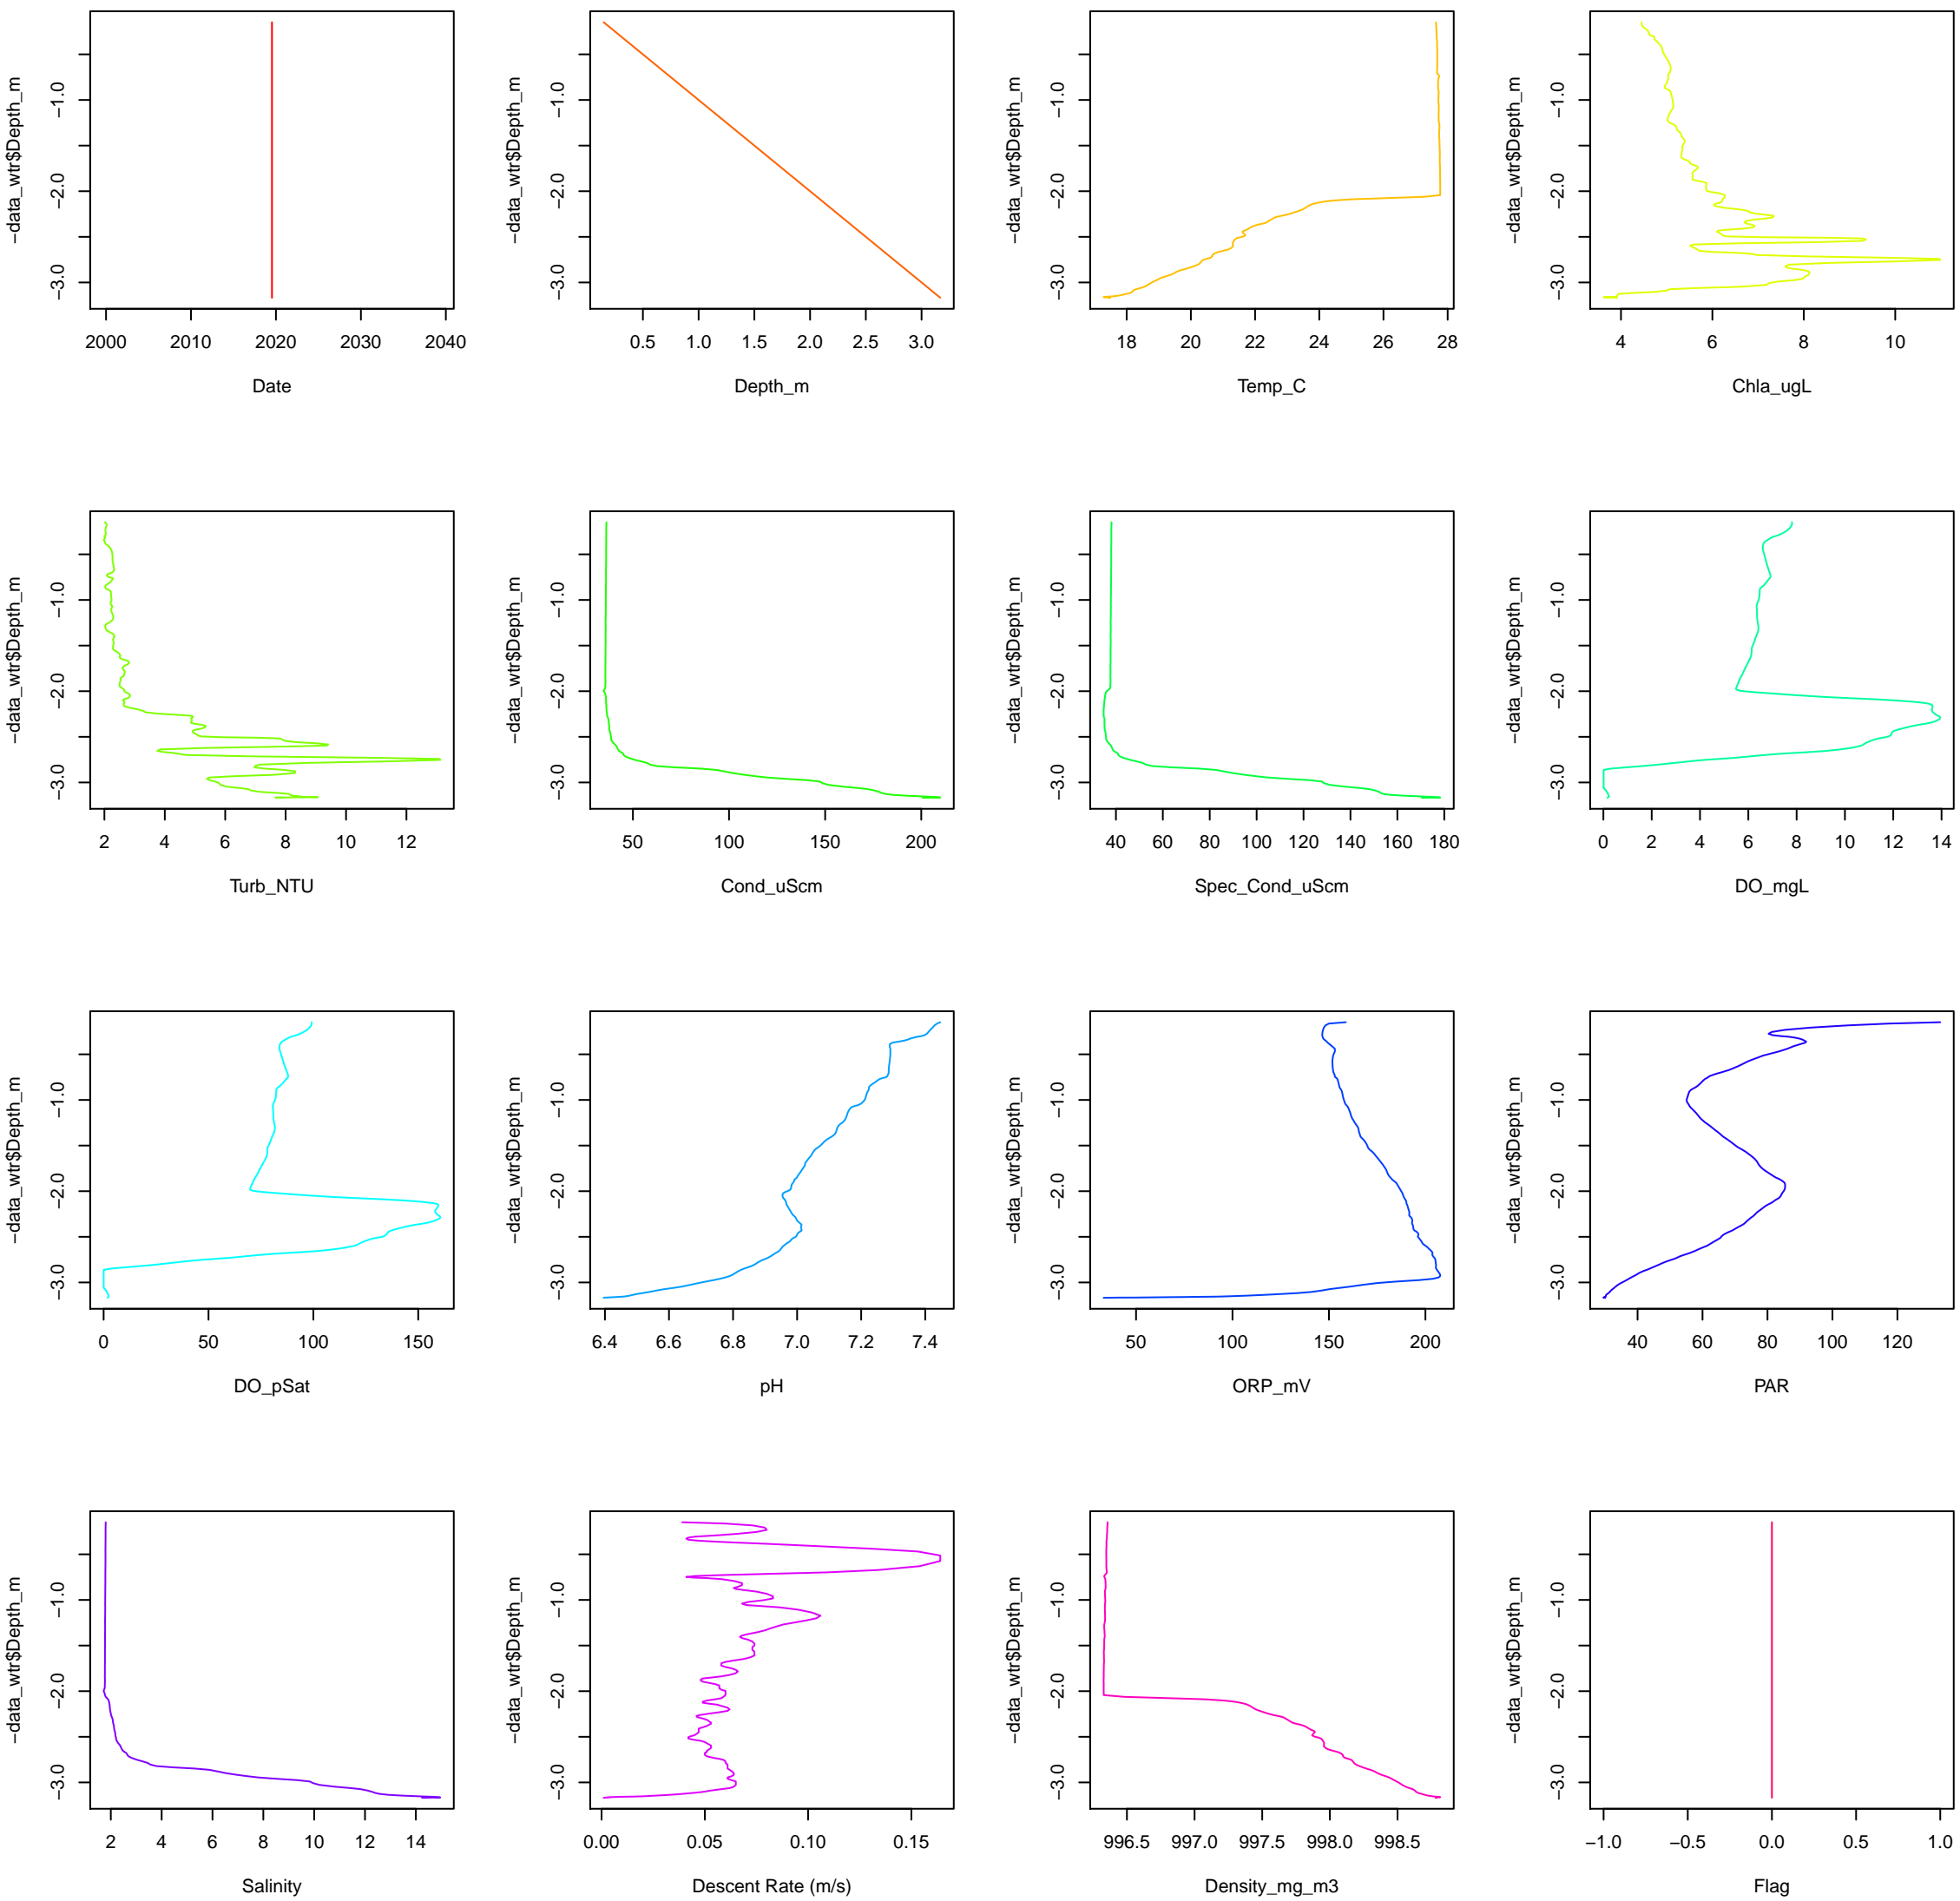 −data_wtr$Depth_m
−1.0
−2.0
−3.0
2000 2010 2020 2030 2040
Date
−data_wtr$Depth_m
−1.0
−2.0
−3.0
0.5 1.0 1.5 2.0 2.5 3.0
Depth_m
−data_wtr$Depth_m
−1.0
−2.0
−3.0
18 20 22 24 26 28
Temp_C
−data_wtr$Depth_m
−1.0
−2.0
−3.0
4 6 8 10
Chla_ugL
−data_wtr$Depth_m
−1.0
−2.0
−3.0
2 4 6 8 10 12
Turb_NTU
−data_wtr$Depth_m
−1.0
−2.0
−3.0
50 100 150 200
Cond_uScm
−data_wtr$Depth_m
−1.0
−2.0
−3.0
40 60 80 100 120 140 160 180
Spec_Cond_uScm
−data_wtr$Depth_m
−1.0
−2.0
−3.0
0 2 4 6 8 10 12 14
DO_mgL
−data_wtr$Depth_m
−1.0
−2.0
−3.0
0 50 100 150
DO_pSat
−data_wtr$Depth_m
−1.0
−2.0
−3.0
6.4 6.6 6.8 7.0 7.2 7.4
pH
−data_wtr$Depth_m
−1.0
−2.0
−3.0
50 100 150 200
ORP_mV
−data_wtr$Depth_m
−1.0
−2.0
−3.0
40 60 80 100 120
PAR
−data_wtr$Depth_m
−1.0
−2.0
−3.0
2 4 6 8 10 12 14
Salinity
−data_wtr$Depth_m
−1.0
−2.0
−3.0
0.00 0.05 0.10 0.15
Descent Rate (m/s)
−data_wtr$Depth_m
−1.0
−2.0
−3.0
996.5 997.0 997.5 998.0 998.5
Density_mg_m3
−data_wtr$Depth_m
−1.0
−2.0
−3.0
−1.0 −0.5 0.0 0.5 1.0
Flag